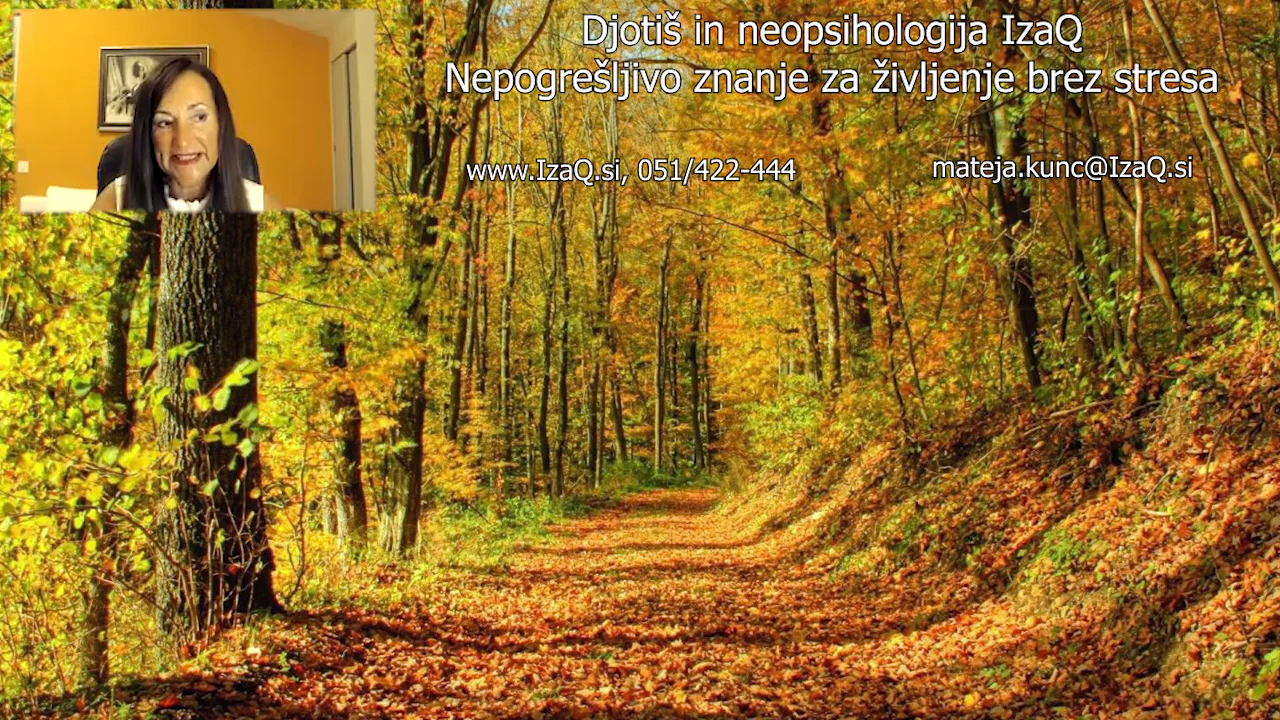 Djotiš in neopsihologija IzaQ
Nepogrešljivo znanje za življenje brez stresa
www.IzaQ.si, 051/422-444 mateja.kunc@IzaQ.si